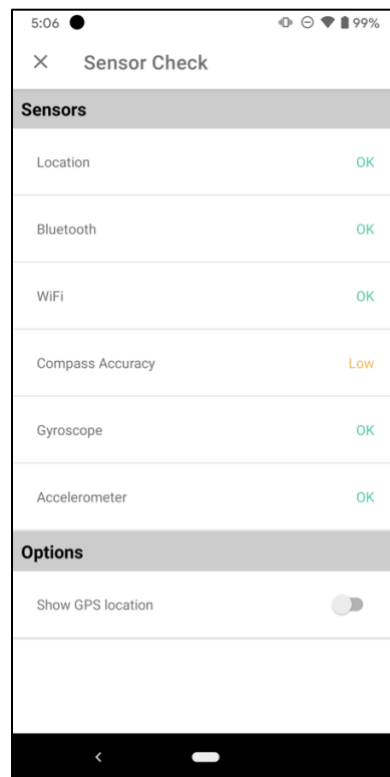 5:06 99%
Sensor Check
Sensors
Location OK
Bluetooth OK
WiFi OK
Compass Accuracy Low
Gyroscope OK
Accelerometer OK
Options
Show GPS location